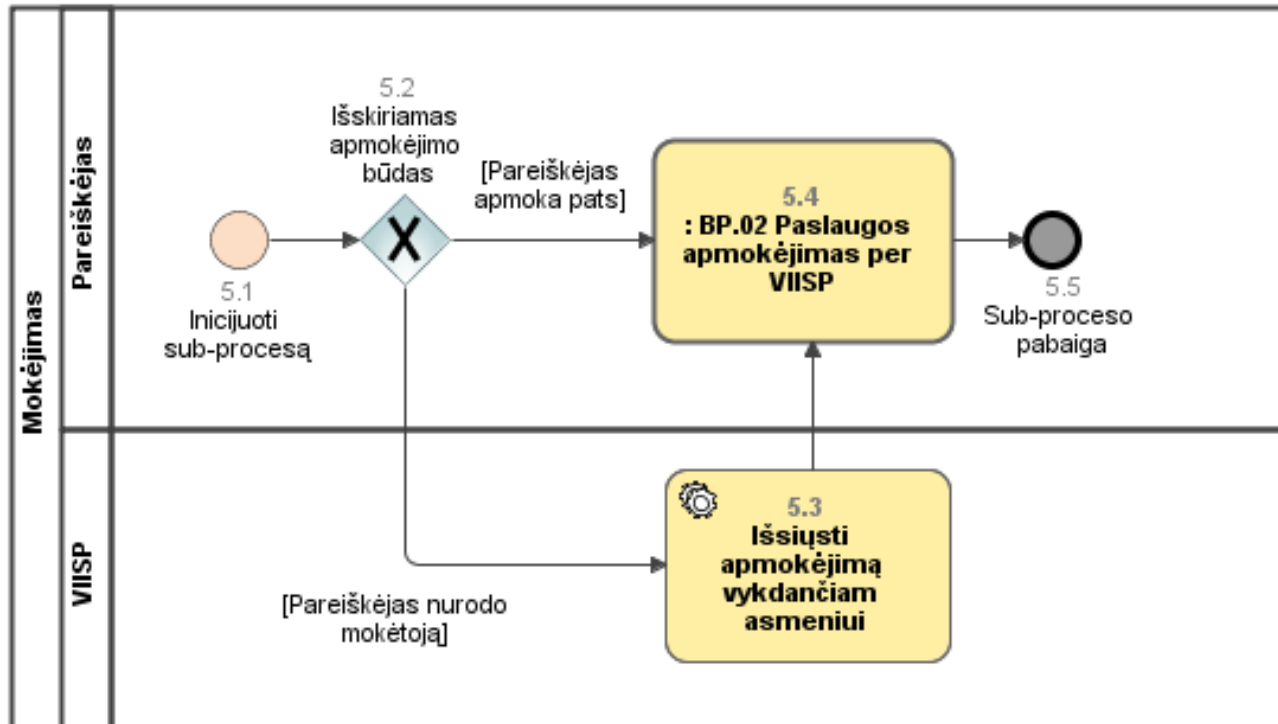 Mokėjimas
Pareiškėjas
5.1
Inicijuoti
sub-procesą
5.2
Išskiriamas
apmokėjimo
būdas
[Pareiškėjas
apmoka pats]
5.4
: BP.02 Paslaugos
apmokėjimas per
VIISP
5.5
Sub-proceso
pabaiga
VIISP
[Pareiškėjas nurodo
mokėtoją]
5.3
Išsiųsti
apmokėjimą
vykdančiam
asmeniui